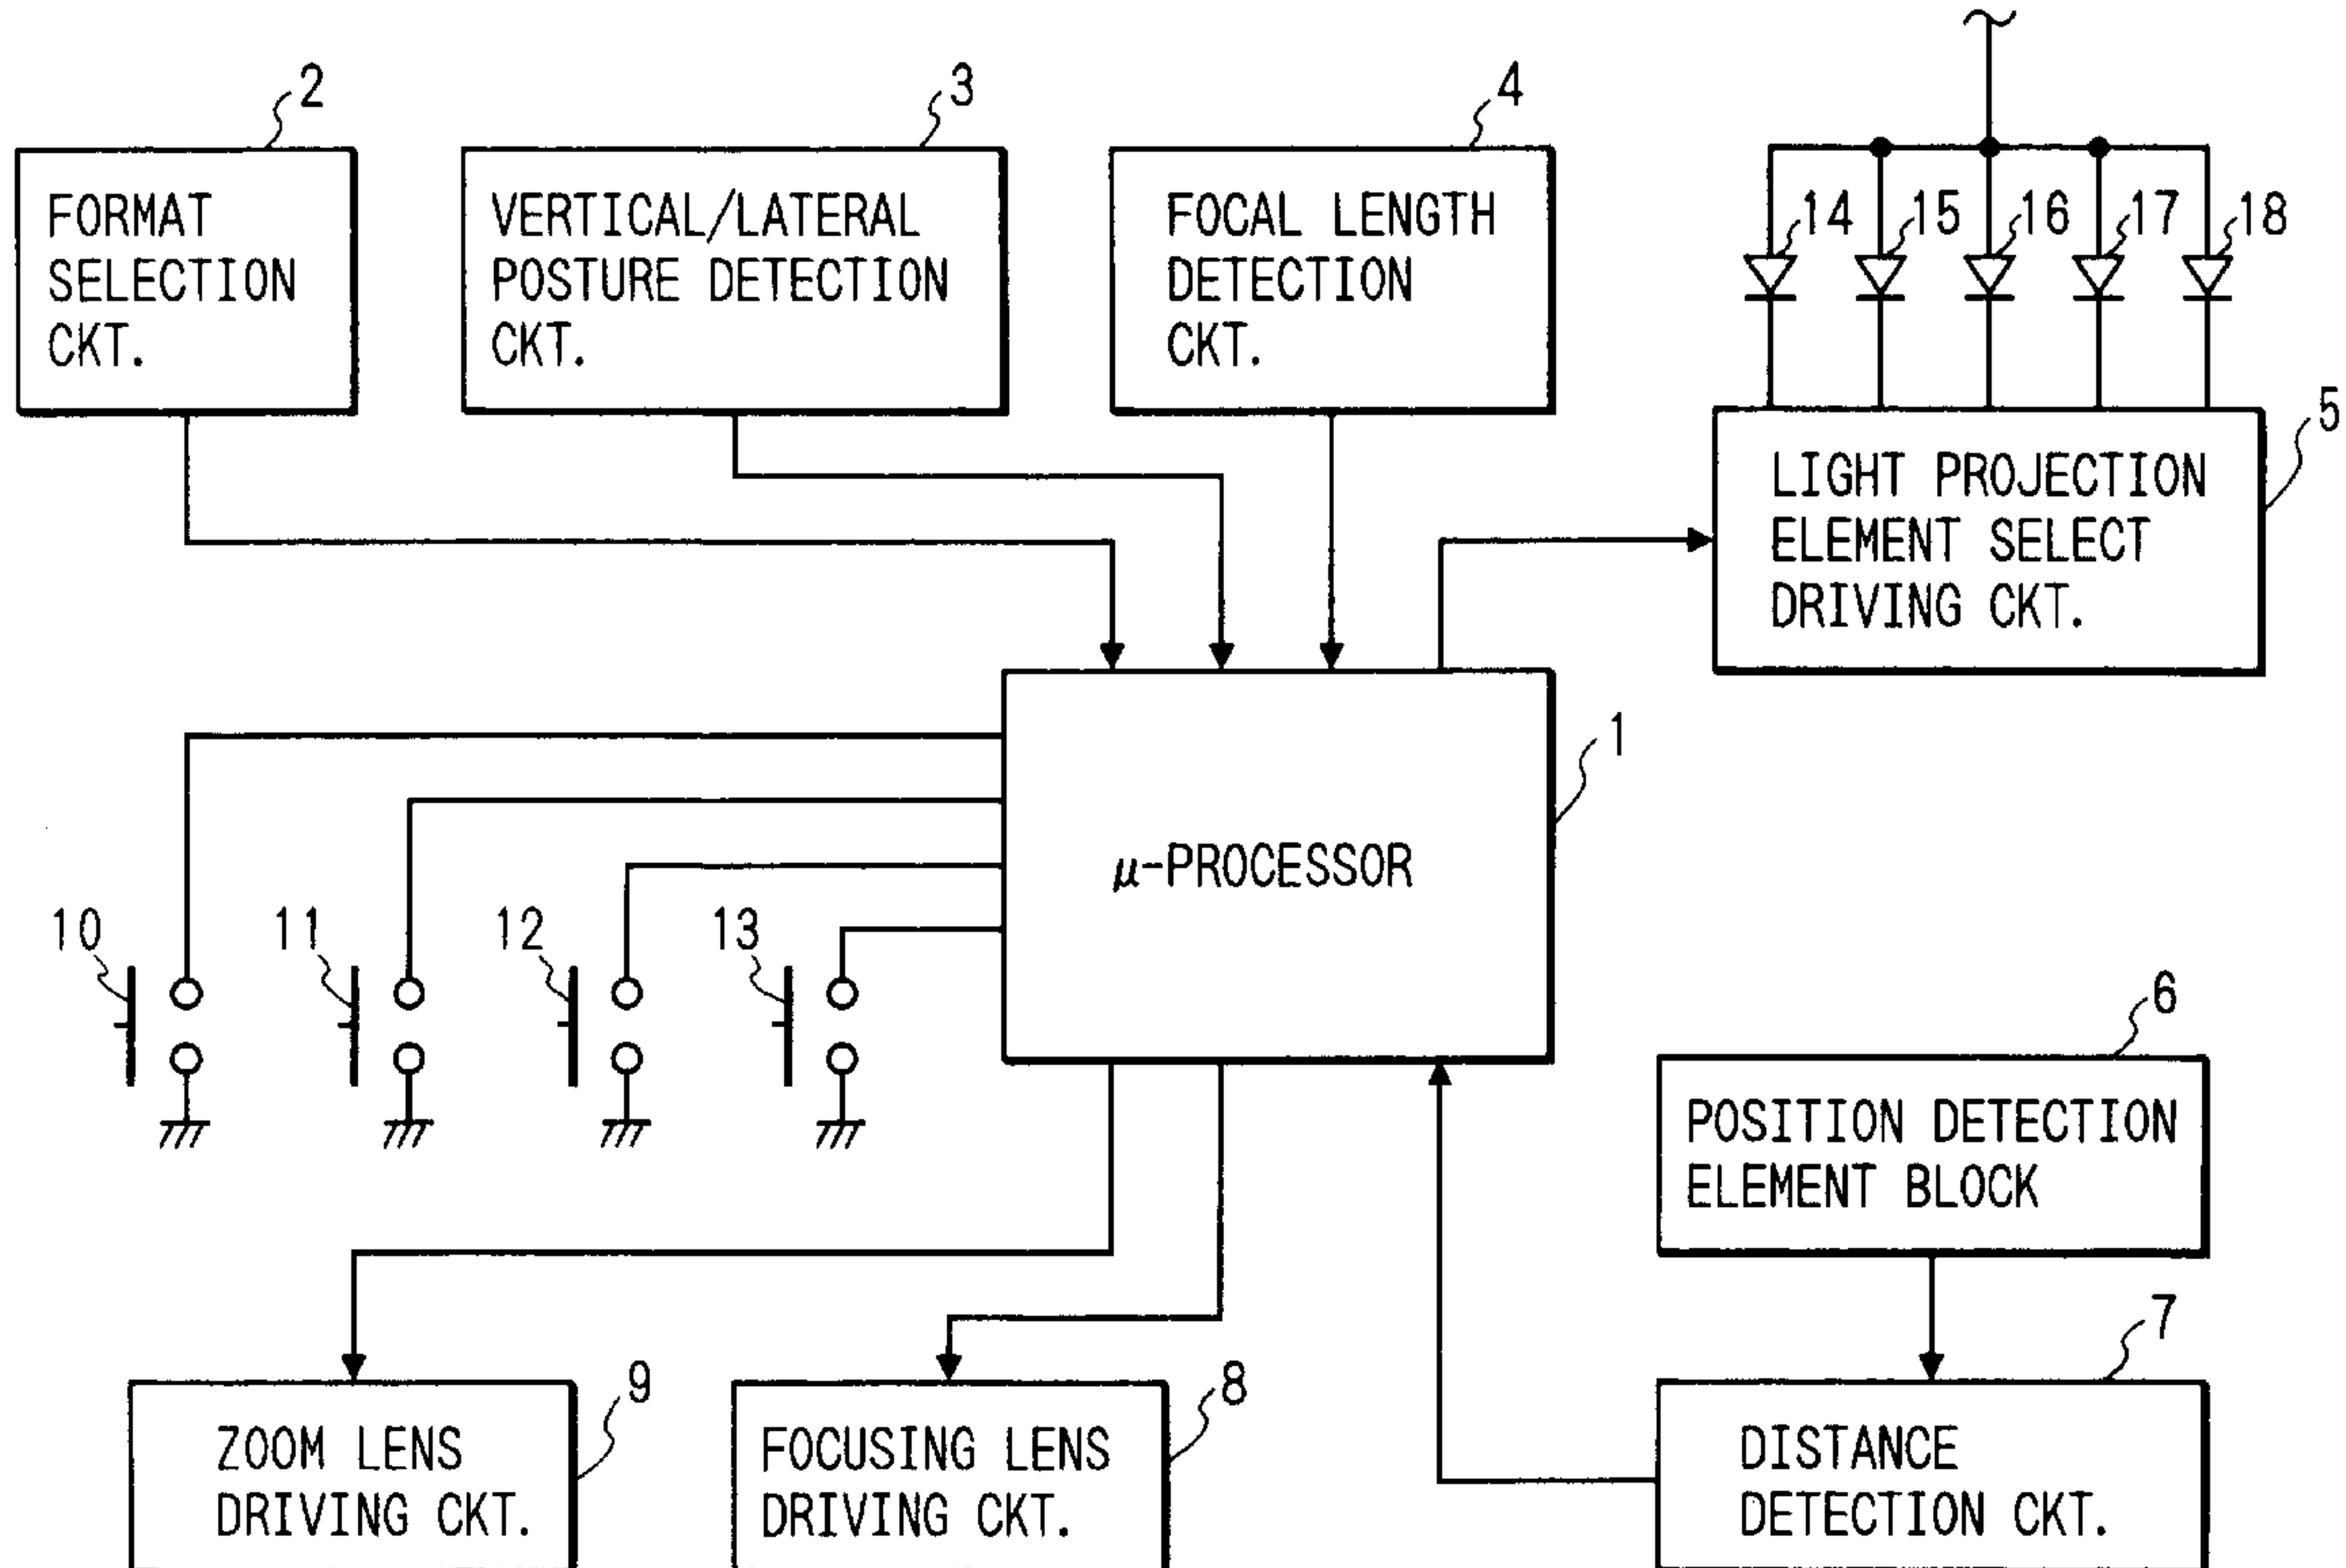 2
3
4
FORMAT
SELECTION
CKT.
VERTICAL/LATERAL
POSTURE DETECTION
CKT.
FOCAL LENGTH
DETECTION
CKT.
14
15
16
17
18
5
LIGHT PROJECTION
ELEMENT SELECT
DRIVING CKT.
1
μ-PROCESSOR
10
11
12
13
6
POSITION DETECTION
ELEMENT BLOCK
7
9
8
ZOOM LENS
DRIVING CKT.
FOCUSING LENS
DRIVING CKT.
DISTANCE
DETECTION CKT.